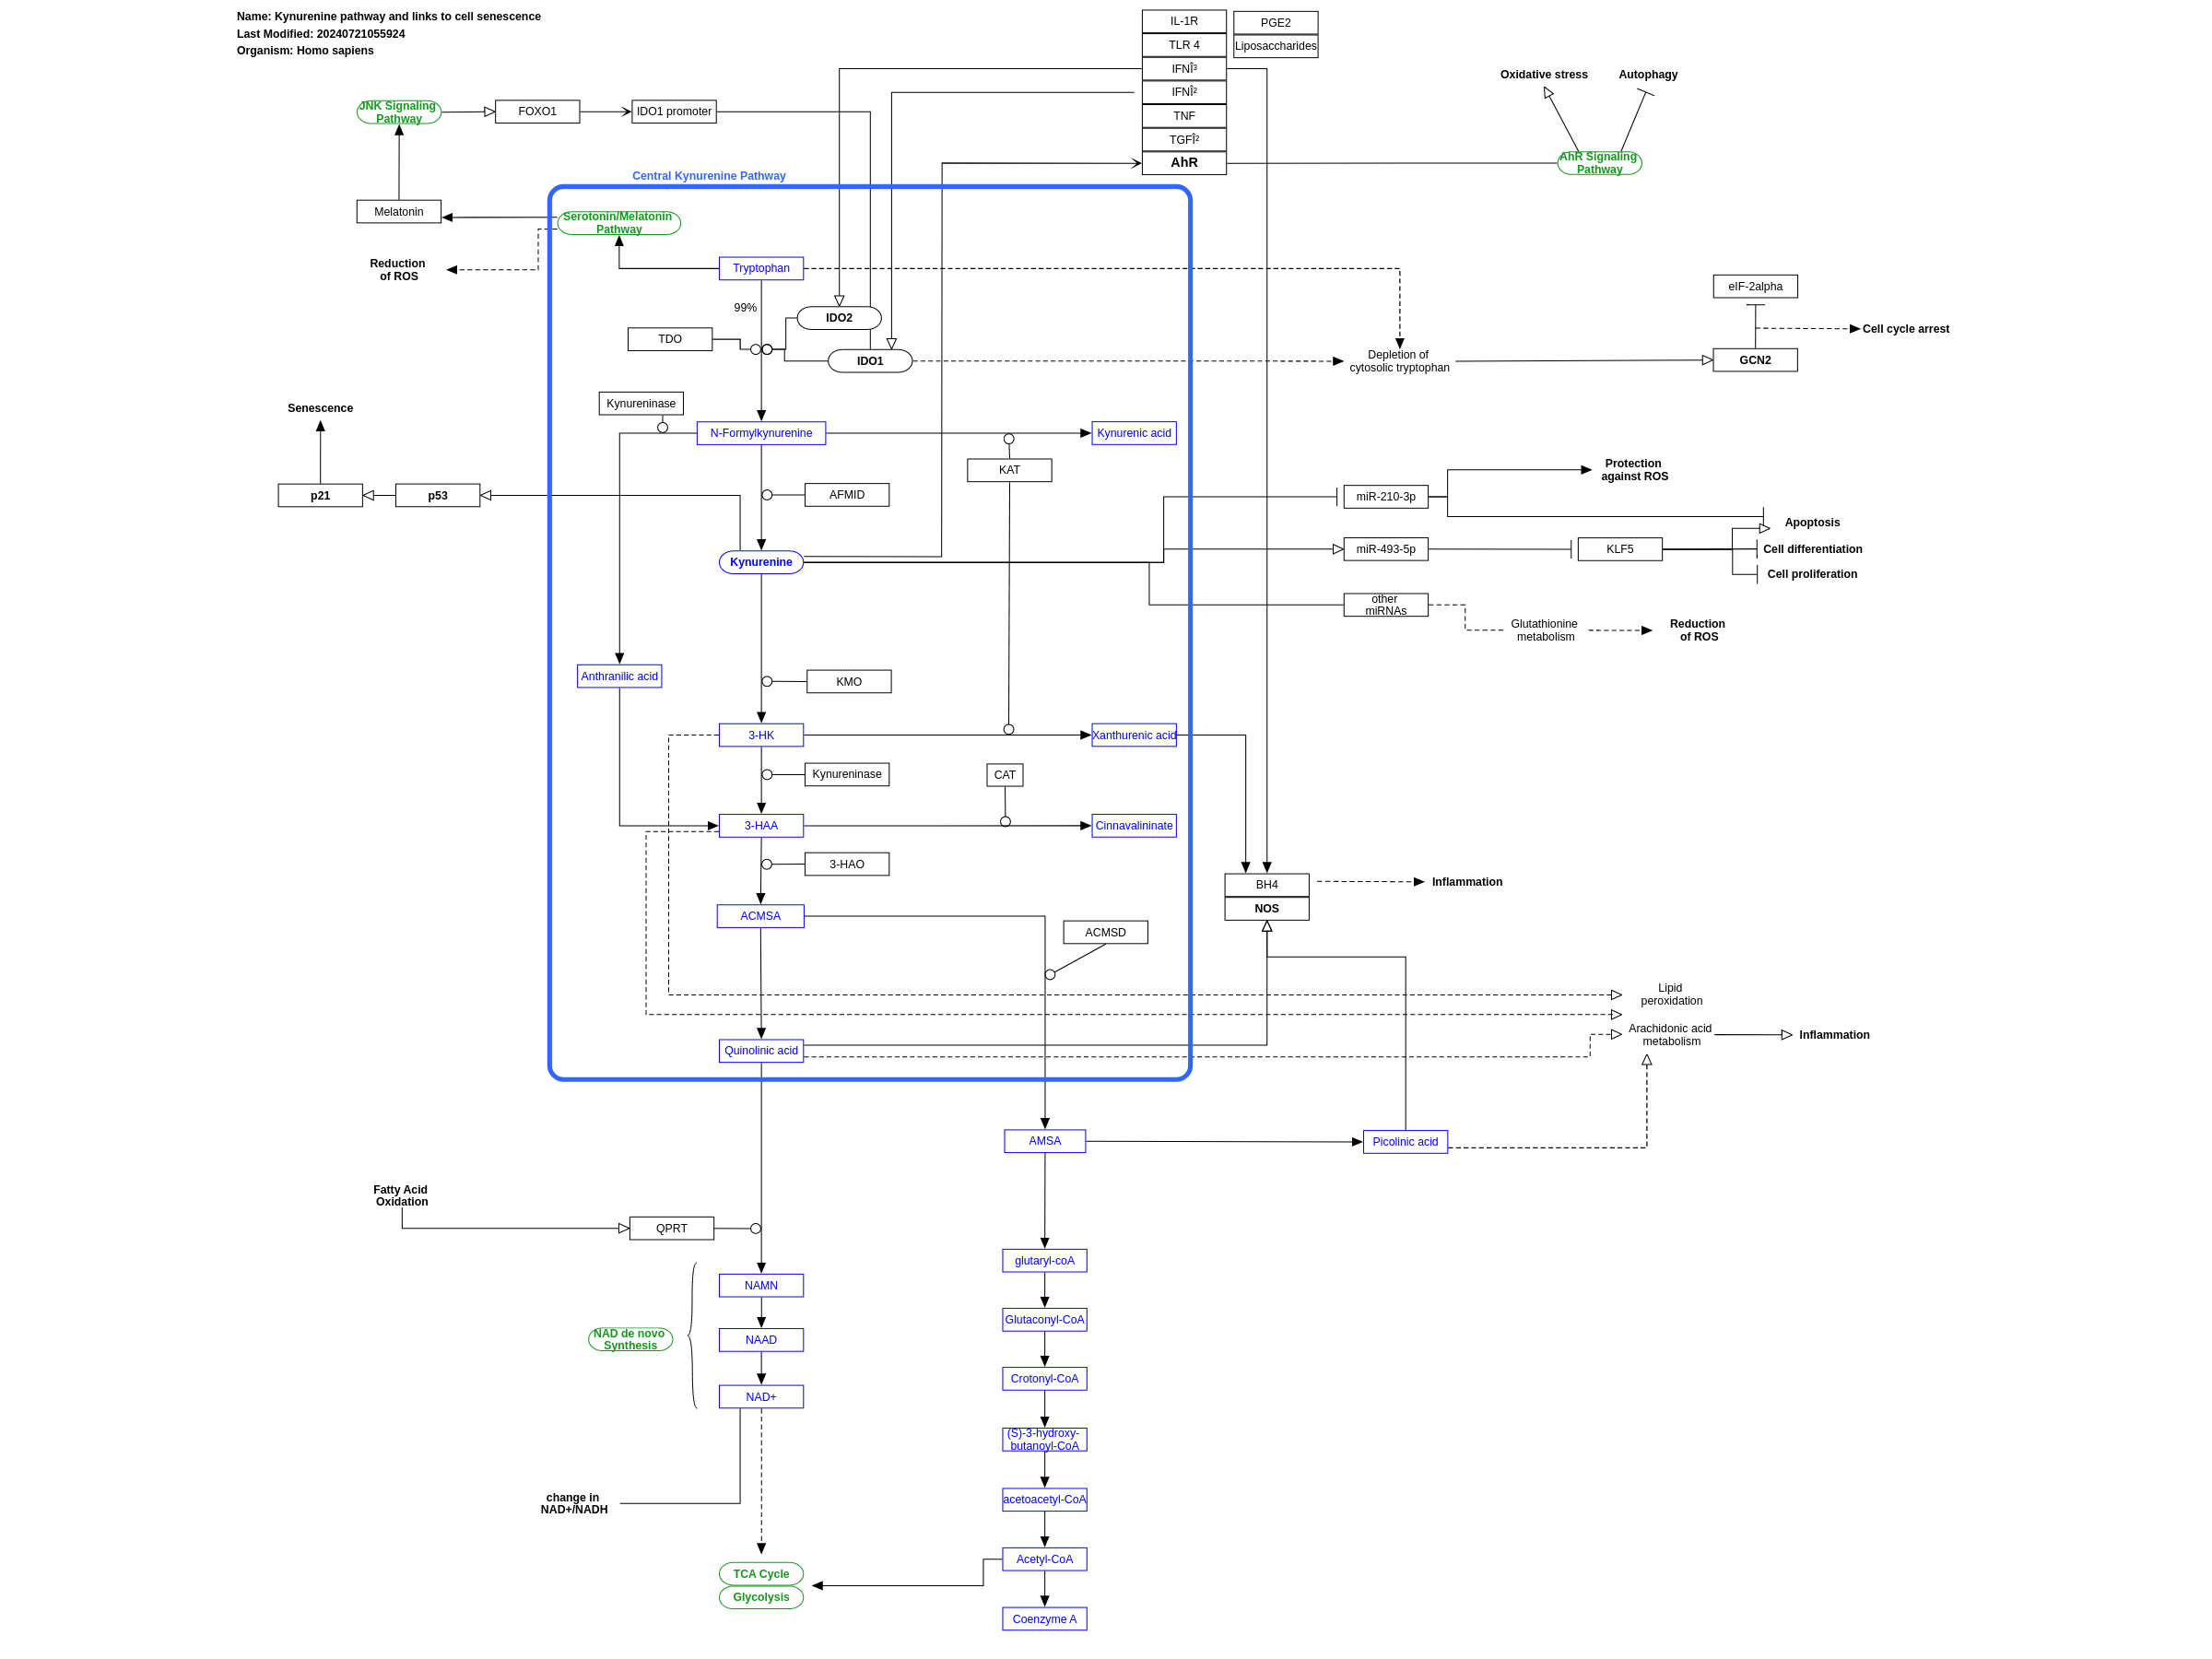 Name: Kynurenine pathway and links to cell senescence
Last Modified: 20240721055924
Organism: Homo sapiens
IL-1R
PGE2
TLR 4
Liposaccharides
IFNÎ³
IFNÎ²
TNF
TGFÎ²
AhR
Oxidative stress
Autophagy
AhR Signaling
Pathway
JNK Signaling
Pathway
FOXO1
IDO1 promoter
Central Kynurenine Pathway
Melatonin
Serotonin/Melatonin
Pathway
Reduction
of ROS
Tryptophan
99%
IDO2
TDO
IDO1
Depletion of
cytosolic tryptophan
eIF-2alpha
Cell cycle arrest
GCN2
Kynureninase
Senescence
N-Formylkynurenine
Kynurenic acid
KAT
p21
p53
AFMID
Kynurenine
miR-210-3p
Protection
against ROS
Apoptosis
miR-493-5p
KLF5
Cell differentiation
Cell proliferation
other
miRNAs
Glutathionine
metabolism
Reduction
of ROS
Anthranilic acid
KMO
3-HK
Xanthurenic acid
Kynureninase
CAT
3-HAA
Cinnavalininate
3-HAO
BH4
NOS
Inflammation
ACMSA
ACMSD
Lipid
peroxidation
Arachidonic acid
metabolism
Inflammation
Quinolinic acid
AMSA
Picolinic acid
Fatty Acid
Oxidation
QPRT
glutaryl-coA
NAMN
Glutaconyl-CoA
NAD de novo
Synthesis
NAAD
Crotonyl-CoA
NAD+
(S)-3-hydroxy-
butanoyl-CoA
change in
NAD+/NADH
acetoacetyl-CoA
Acetyl-CoA
TCA Cycle
Glycolysis
Coenzyme A